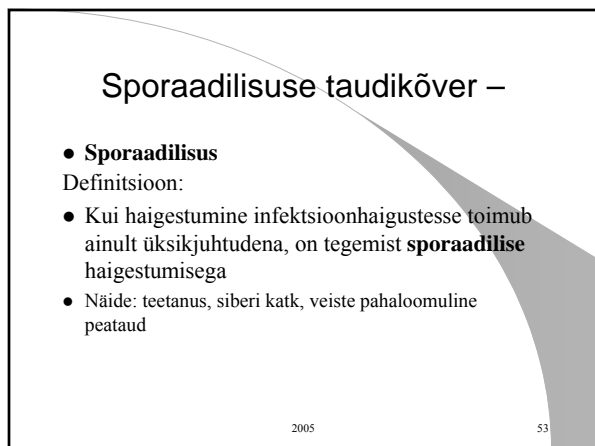 Sporaadilisuse taudikõver –
● Sporaadilisus
Definitsioon:
● Kui haigestumine infektsioonhaigustesse toimub
ainult üksikjuhtudena, on tegemist sporaadilise
haigestumisega
● Näide: teetanus, siberi katk, veiste pahaloomuline
peataud
2005
53